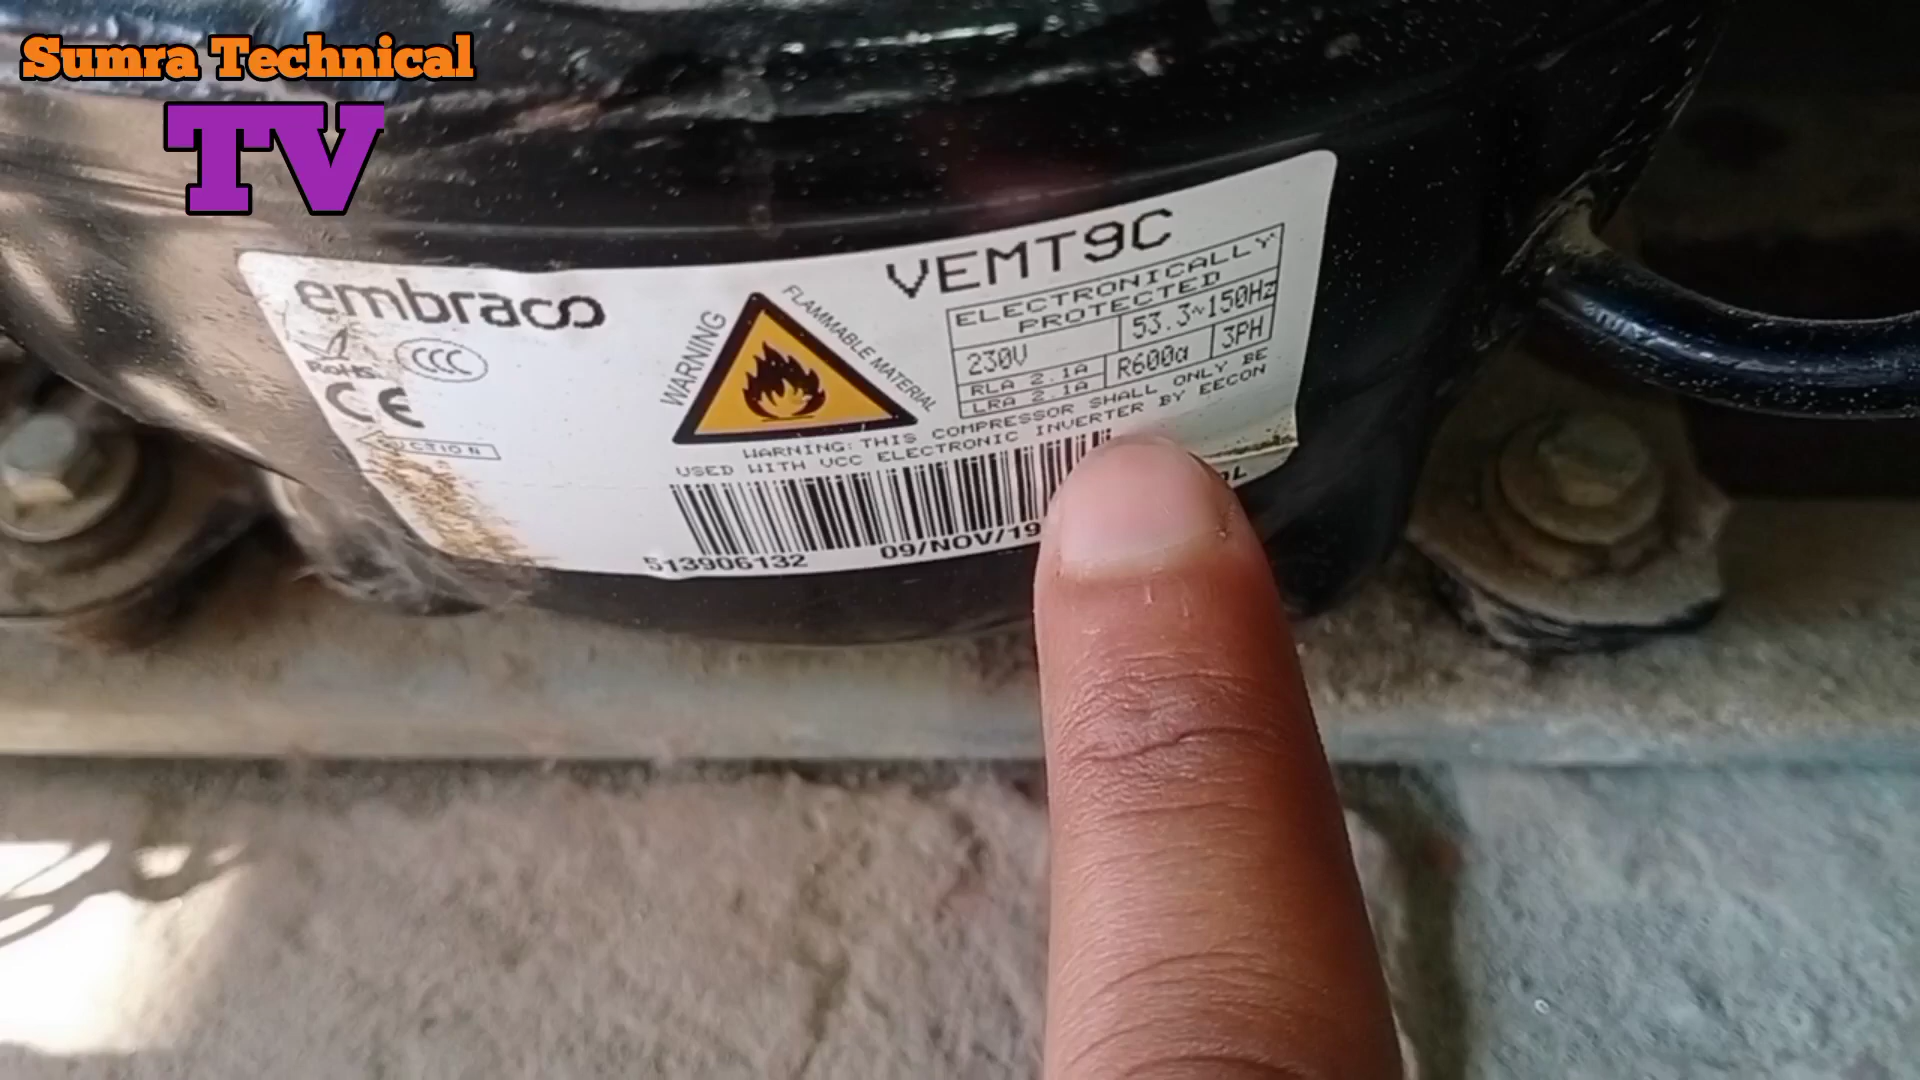 Sumra Technical
TV
embraco
RoHS
CCC
CE
SUCTION
WARNING
FLAMMABLE MATERIAL
VEMT9C
ELECTRONICALLY
PROTECTED
230V
53.3~150Hz
RLA 2.1A
LRA 2.1A
R600a
3PH
WARNING: THIS COMPRESSOR SHALL ONLY BE
USED WITH VCC ELECTRONIC INVERTER BY EECON
513906132
09/NOV/19